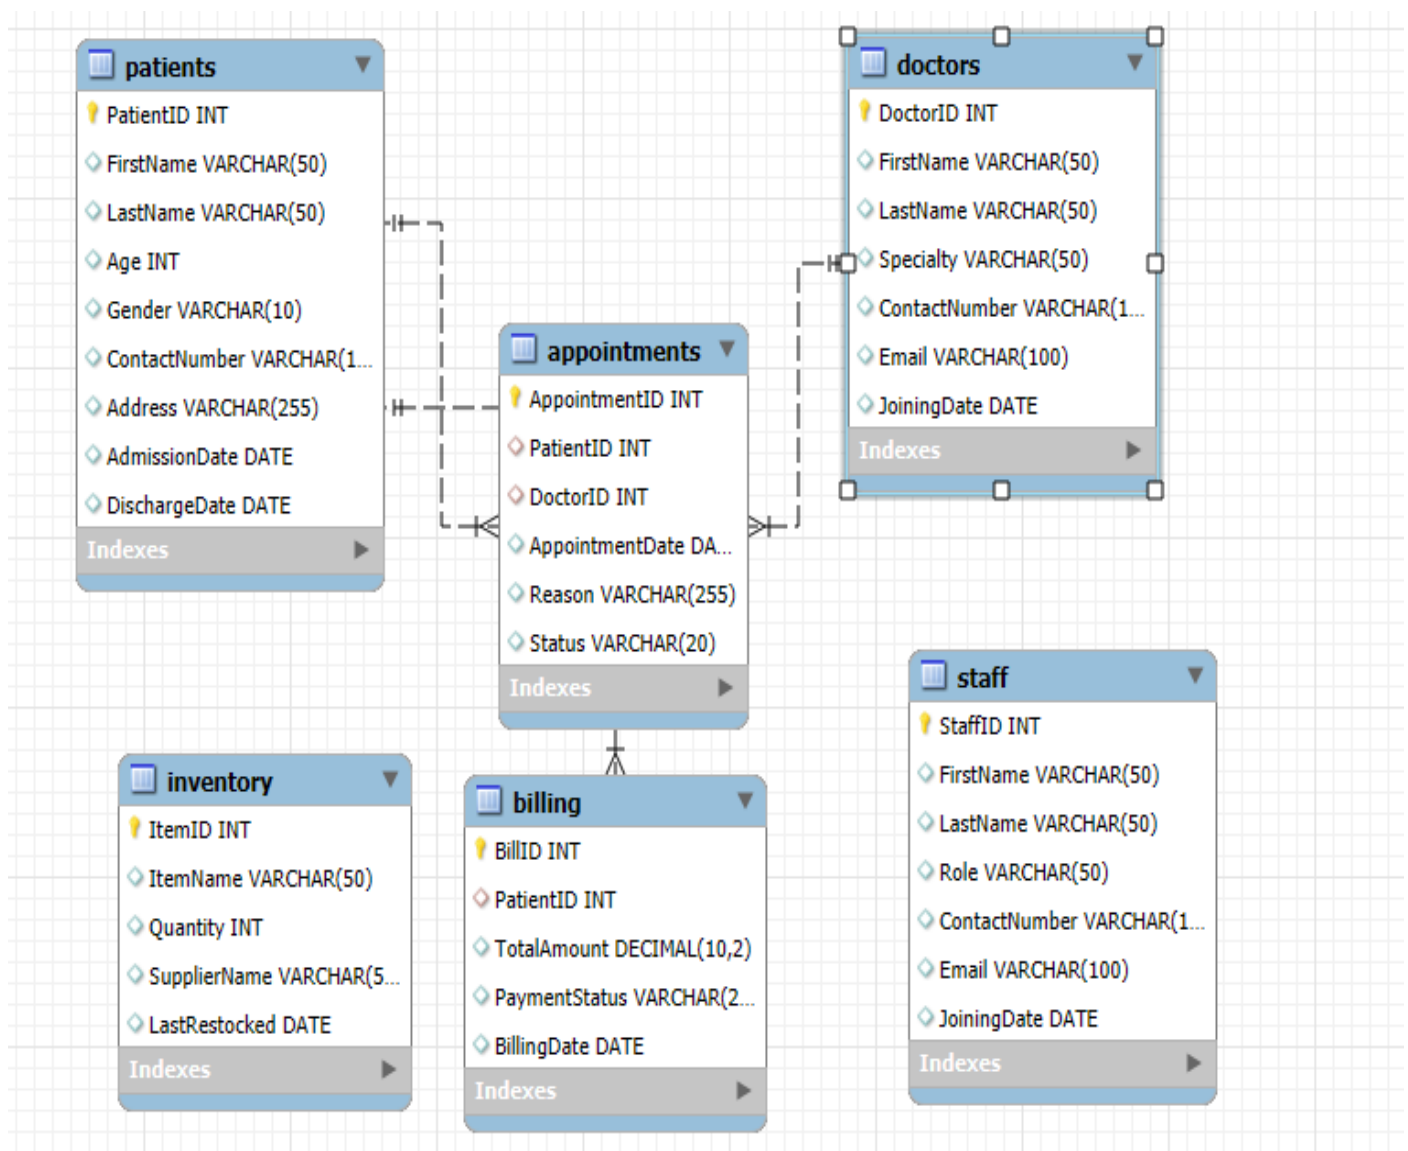 patients
PatientID INT
FirstName VARCHAR(50)
LastName VARCHAR(50)
Age INT
Gender VARCHAR(10)
ContactNumber VARCHAR(1...
Address VARCHAR(255)
AdmissionDate DATE
DischargeDate DATE
Indexes
doctors
DoctorID INT
FirstName VARCHAR(50)
LastName VARCHAR(50)
Specialty VARCHAR(50)
ContactNumber VARCHAR(1...
Email VARCHAR(100)
JoiningDate DATE
Indexes
appointments
AppointmentID INT
PatientID INT
DoctorID INT
AppointmentDate DA...
Reason VARCHAR(255)
Status VARCHAR(20)
Indexes
staff
StaffID INT
FirstName VARCHAR(50)
LastName VARCHAR(50)
Role VARCHAR(50)
ContactNumber VARCHAR(1...
Email VARCHAR(100)
JoiningDate DATE
Indexes
inventory
ItemID INT
ItemName VARCHAR(50)
Quantity INT
SupplierName VARCHAR(5...
LastRestocked DATE
Indexes
billing
BillID INT
PatientID INT
TotalAmount DECIMAL(10,2)
PaymentStatus VARCHAR(2...
BillingDate DATE
Indexes